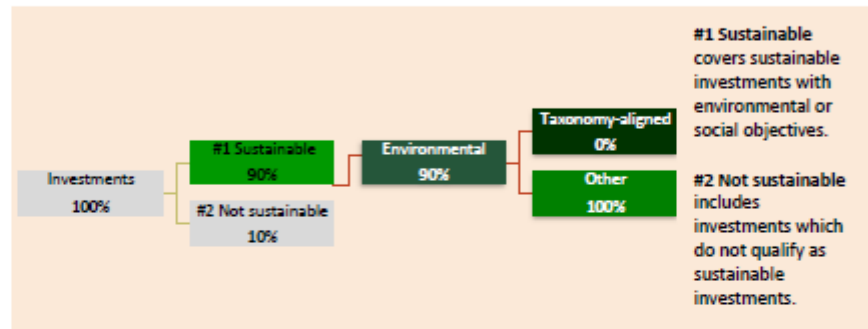 Investments
100%
#1 Sustainable
90%
#2 Not sustainable
10%
Environmental
90%
Taxonomy-aligned
0%
Other
100%
#1 Sustainable
covers sustainable
investments with
environmental or
social objectives.
#2 Not sustainable
includes
investments which
do not qualify as
sustainable
investments.